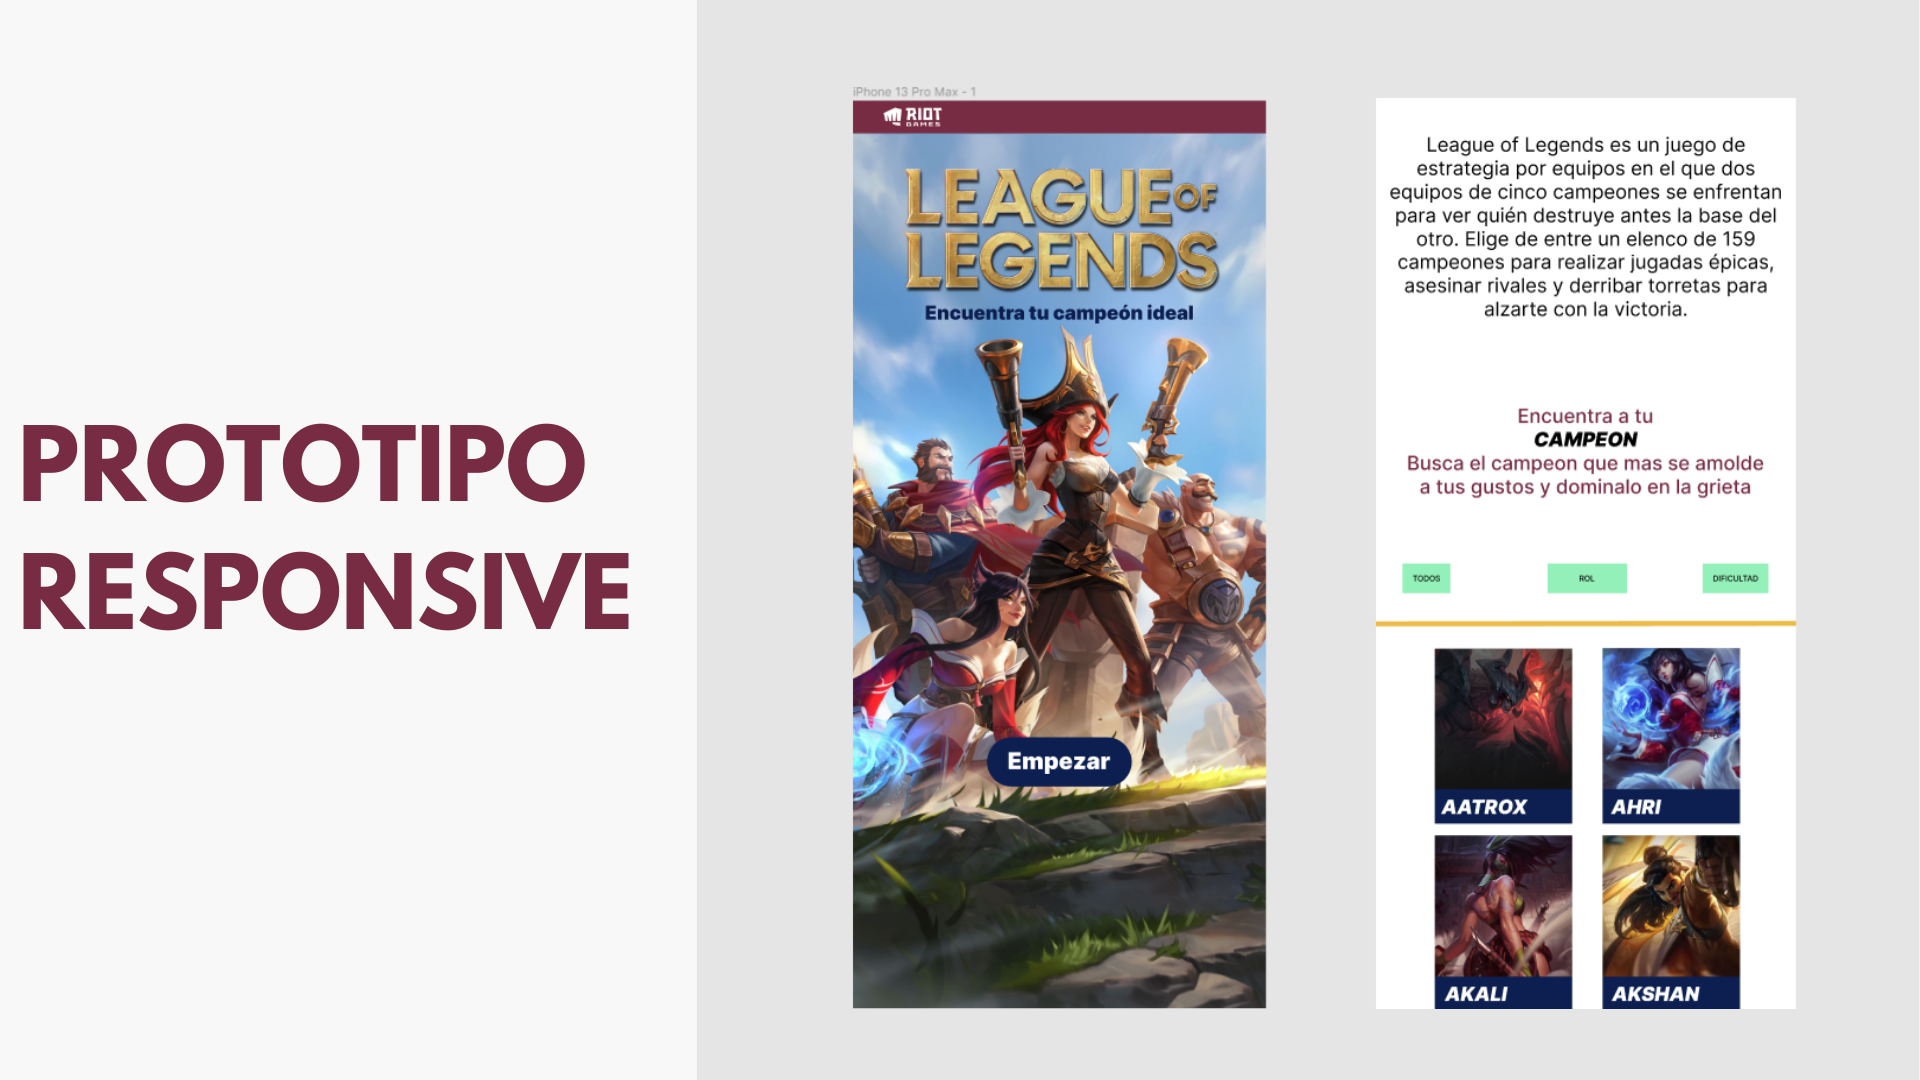 PROTOTIPO
RESPONSIVE
iPhone 13 Pro Max - 1
RIOT
GAMES
LEAGUE OF
LEGENDS
Encuentra tu campeón ideal
Empezar
League of Legends es un juego de
estrategia por equipos en el que dos
equipos de cinco campeones se enfrentan
para ver quién destruye antes la base del
otro. Elige de entre un elenco de 159
campeones para realizar jugadas épicas,
asesinar rivales y derribar torretas para
alzarte con la victoria.
Encuentra a tu
CAMPEON
Busca el campeon que mas se amolde
a tus gustos y dominalo en la grieta
TODOS
ROL
DIFICULTAD
AATROX
AHRI
AKALI
AKSHAN